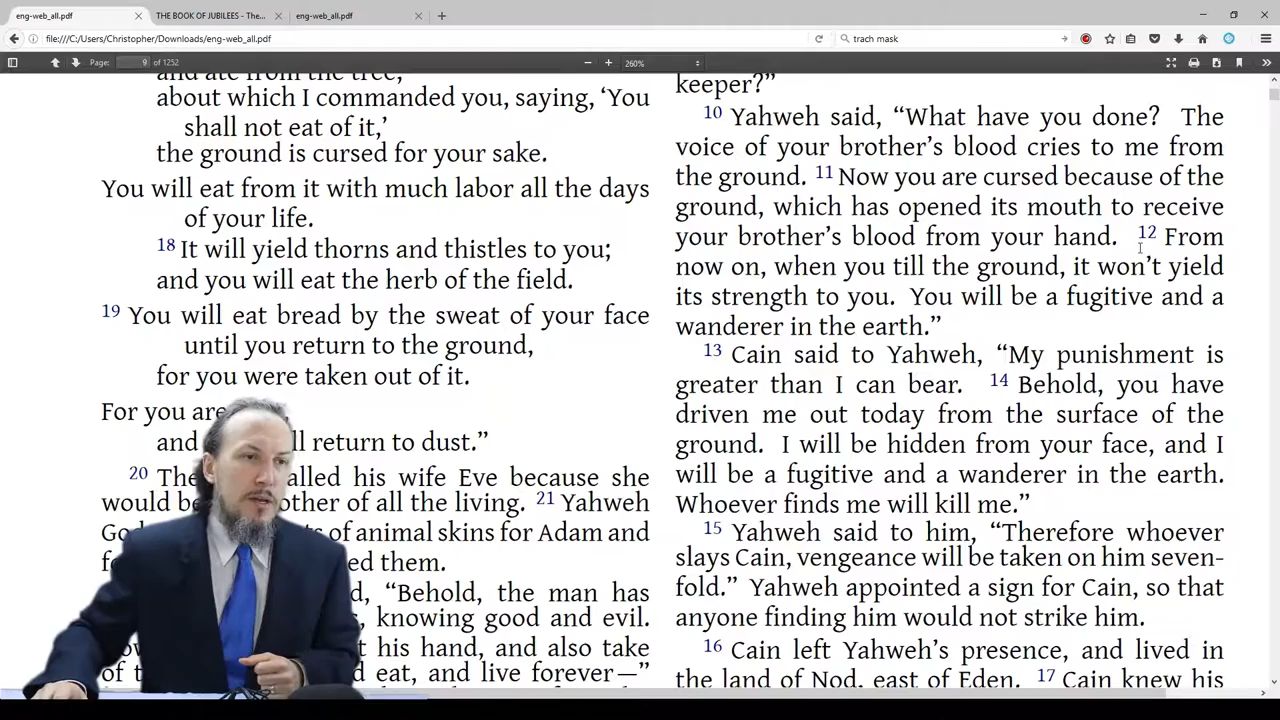 eng-web_all.pdf
THE BOOK OF JUBILEES - The...
eng-web_all.pdf
file:///C:/Users/Christopher/Downloads/eng-web_all.pdf
trach mask
Page: 9 of 1252
260%
and ate from the tree,
about which I commanded you, saying, ‘You
shall not eat of it,’
the ground is cursed for your sake.
You will eat from it with much labor all the days
of your life.
18 It will yield thorns and thistles to you;
and you will eat the herb of the field.
19 You will eat bread by the sweat of your face
until you return to the ground,
for you were taken out of it.
For you are
and ll return to dust.”
20 The alled his wife Eve because she
would be other of all the living. 21 Yahweh
God ts of animal skins for Adam and
ed them.
d, “Behold, the man has
, knowing good and evil.
t his hand, and also take
of t d eat, and live forever—”
keeper?”
10 Yahweh said, “What have you done? The
voice of your brother’s blood cries to me from
the ground. 11 Now you are cursed because of the
ground, which has opened its mouth to receive
your brother’s blood from your hand. 12 From
now on, when you till the ground, it won’t yield
its strength to you. You will be a fugitive and a
wanderer in the earth.”
13 Cain said to Yahweh, “My punishment is
greater than I can bear. 14 Behold, you have
driven me out today from the surface of the
ground. I will be hidden from your face, and I
will be a fugitive and a wanderer in the earth.
Whoever finds me will kill me.”
15 Yahweh said to him, “Therefore whoever
slays Cain, vengeance will be taken on him seven-
fold.” Yahweh appointed a sign for Cain, so that
anyone finding him would not strike him.
16 Cain left Yahweh’s presence, and lived in
the land of Nod, east of Eden. 17 Cain knew his